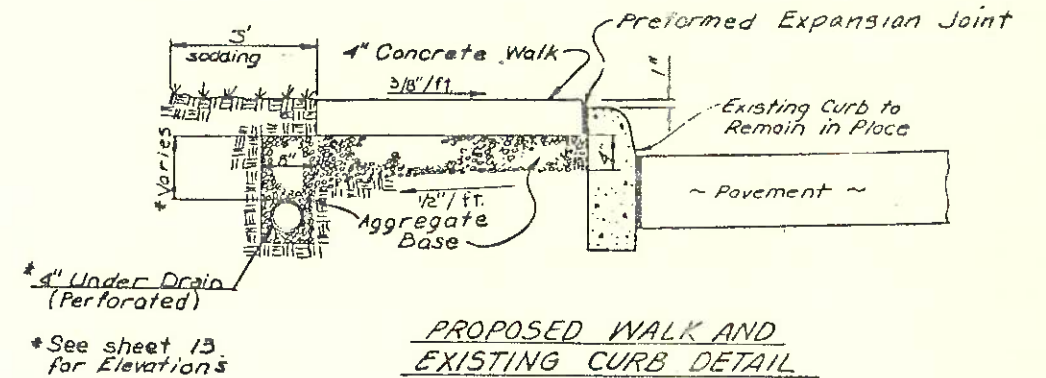 Preformed Expansion Joint
3'
sodding
4" Concrete Walk
3/8"/ft.
1"
Existing Curb to
Remain in Place
* Varies
4"
~ Pavement ~
1/2"/ft.
Aggregate
Base
* 4" Under Drain
(Perforated)
* See sheet 13
for Elevations
PROPOSED WALK AND
EXISTING CURB DETAIL